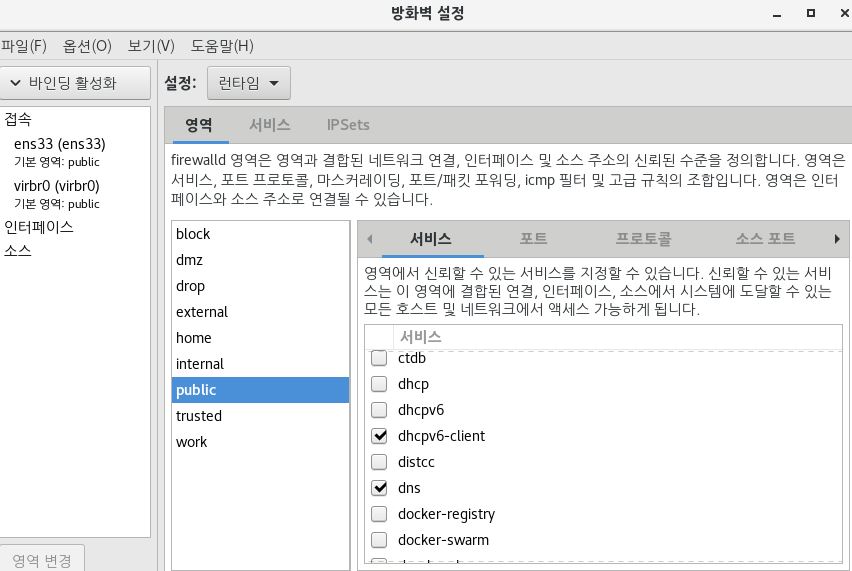 방화벽 설정
파일(F) 옵션(O) 보기(V) 도움말(H)
바인딩 활성화
접속
ens33 (ens33)
기본 영역: public
virbr0 (virbr0)
기본 영역: public
인터페이스
소스
영역 변경
설정: 런타임
영역 서비스 IPSets
firewalld 영역은 영역과 결합된 네트워크 연결, 인터페이스 및 소스 주소의 신뢰된 수준을 정의합니다. 영역은
서비스, 포트 프로토콜, 마스커레이딩, 포트/패킷 포워딩, icmp 필터 및 고급 규칙의 조합입니다. 영역은 인터
페이스와 소스 주소로 연결될 수 있습니다.
block
dmz
drop
external
home
internal
public
trusted
work
서비스 포트 프로토콜 소스 포트
영역에서 신뢰할 수 있는 서비스를 지정할 수 있습니다. 신뢰할 수 있는 서비
스는 이 영역에 결합된 연결, 인터페이스, 소스에서 시스템에 도달할 수 있는
모든 호스트 및 네트워크에서 액세스 가능하게 됩니다.
서비스
ctdb
dhcp
dhcpv6
dhcpv6-client
distcc
dns
docker-registry
docker-swarm